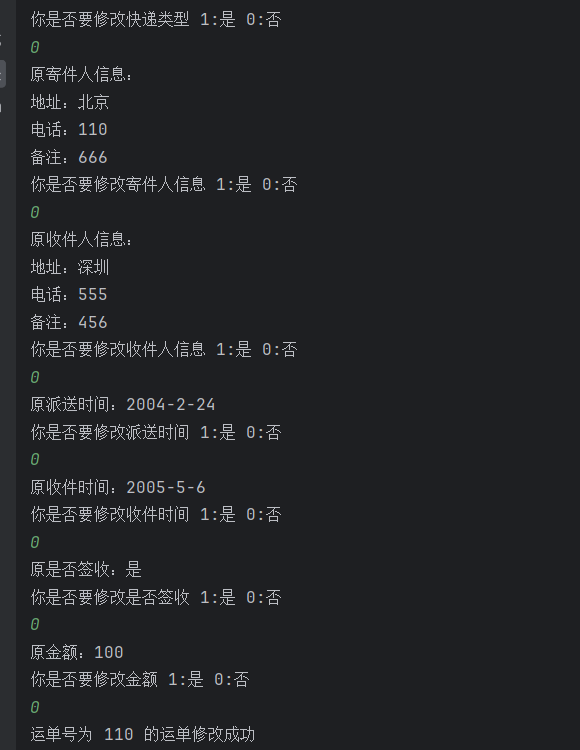 你是否要修改快递类型 1:是 0:否
0
原寄件人信息:
地址: 北京
电话: 110
备注: 666
你是否要修改寄件人信息 1:是 0:否
0
原收件人信息:
地址: 深圳
电话: 555
备注: 456
你是否要修改收件人信息 1:是 0:否
0
原派送时间: 2004-2-24
你是否要修改派送时间 1:是 0:否
0
原收件时间: 2005-5-6
你是否要修改收件时间 1:是 0:否
0
原是否签收: 是
你是否要修改是否签收 1:是 0:否
0
原金额: 100
你是否要修改金额 1:是 0:否
0
运单号为 110 的运单修改成功